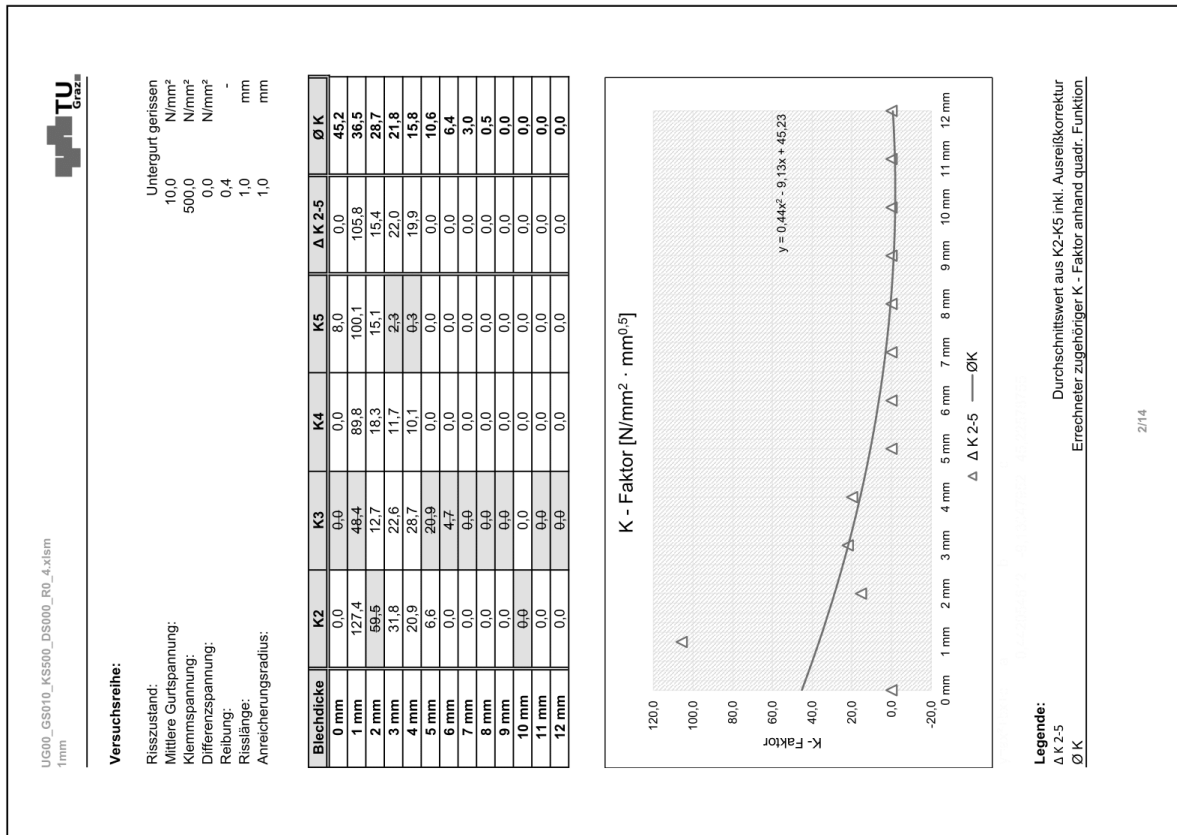 UG00_GS010_KS500_DS000_R0_4.xlsm
1mm
TU
Graz
Versuchsreihe:
Risszustand: Untergurt gerissen
Mittlere Gurtspannung: 10,0 N/mm²
Klemmspannung: 500,0 N/mm²
Differenzspannung: 0,0 N/mm²
Reibung: 0,4 -
Risslänge: 1,0 mm
Anreicherungsradius: 1,0 mm
Blechdicke K2 K3 K4 K5 Δ K 2-5 Ø K
0 mm 0,0 0,0 0,0 8,0 0,0 45,2
1 mm 127,4 48,4 89,8 100,1 105,8 36,5
2 mm 59,5 12,7 18,3 15,1 15,4 28,7
3 mm 31,8 22,6 11,7 2,3 22,0 21,8
4 mm 20,9 28,7 10,1 0,3 19,9 15,8
5 mm 6,6 20,9 0,0 0,0 0,0 10,6
6 mm 0,0 4,7 0,0 0,0 0,0 6,4
7 mm 0,0 0,0 0,0 0,0 0,0 3,0
8 mm 0,0 0,0 0,0 0,0 0,0 0,5
9 mm 0,0 0,0 0,0 0,0 0,0 0,0
10 mm 0,0 0,0 0,0 0,0 0,0 0,0
11 mm 0,0 0,0 0,0 0,0 0,0 0,0
12 mm 0,0 0,0 0,0 0,0 0,0 0,0
K - Faktor [N/mm² · mm^0,5]
K- Faktor
120,0
100,0
80,0
60,0
40,0
20,0
0,0
-20,0
y = 0,44x² - 9,13x + 45,23
0 mm 1 mm 2 mm 3 mm 4 mm 5 mm 6 mm 7 mm 8 mm 9 mm 10 mm 11 mm 12 mm
Δ K 2-5 ØK
Legende:
Δ K 2-5 Durchschnittswert aus K2-K5 inkl. Ausreißkorrektur
Ø K Errechneter zugehöriger K - Faktor anhand quadr. Funktion
2/14